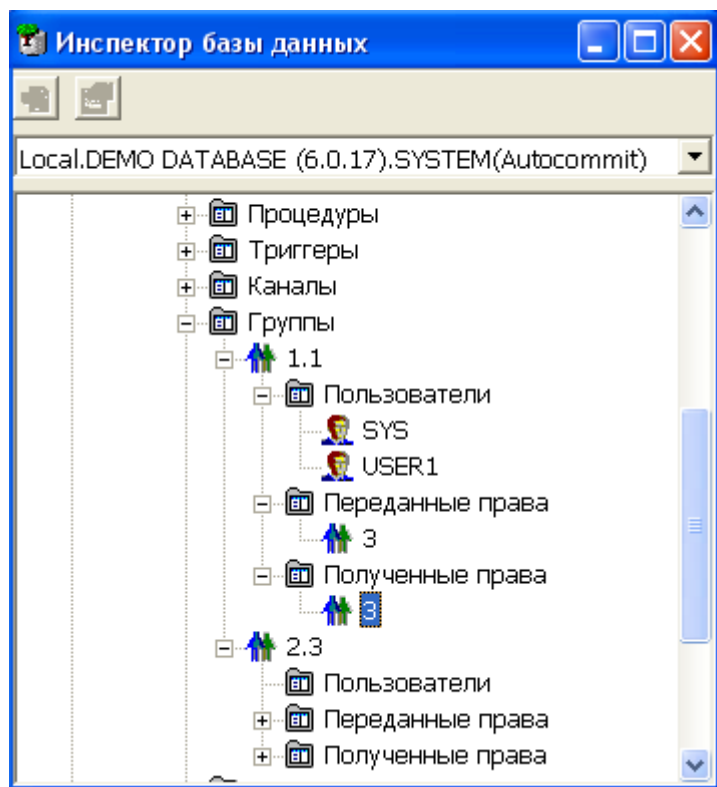 Инспектор базы данных
Local.DEMO DATABASE (6.0.17).SYSTEM(Autocommit)
Процедуры
Триггеры
Каналы
Группы
1.1
Пользователи
SYS
USER1
Переданные права
3
Полученные права
3
2.3
Пользователи
Переданные права
Полученные права